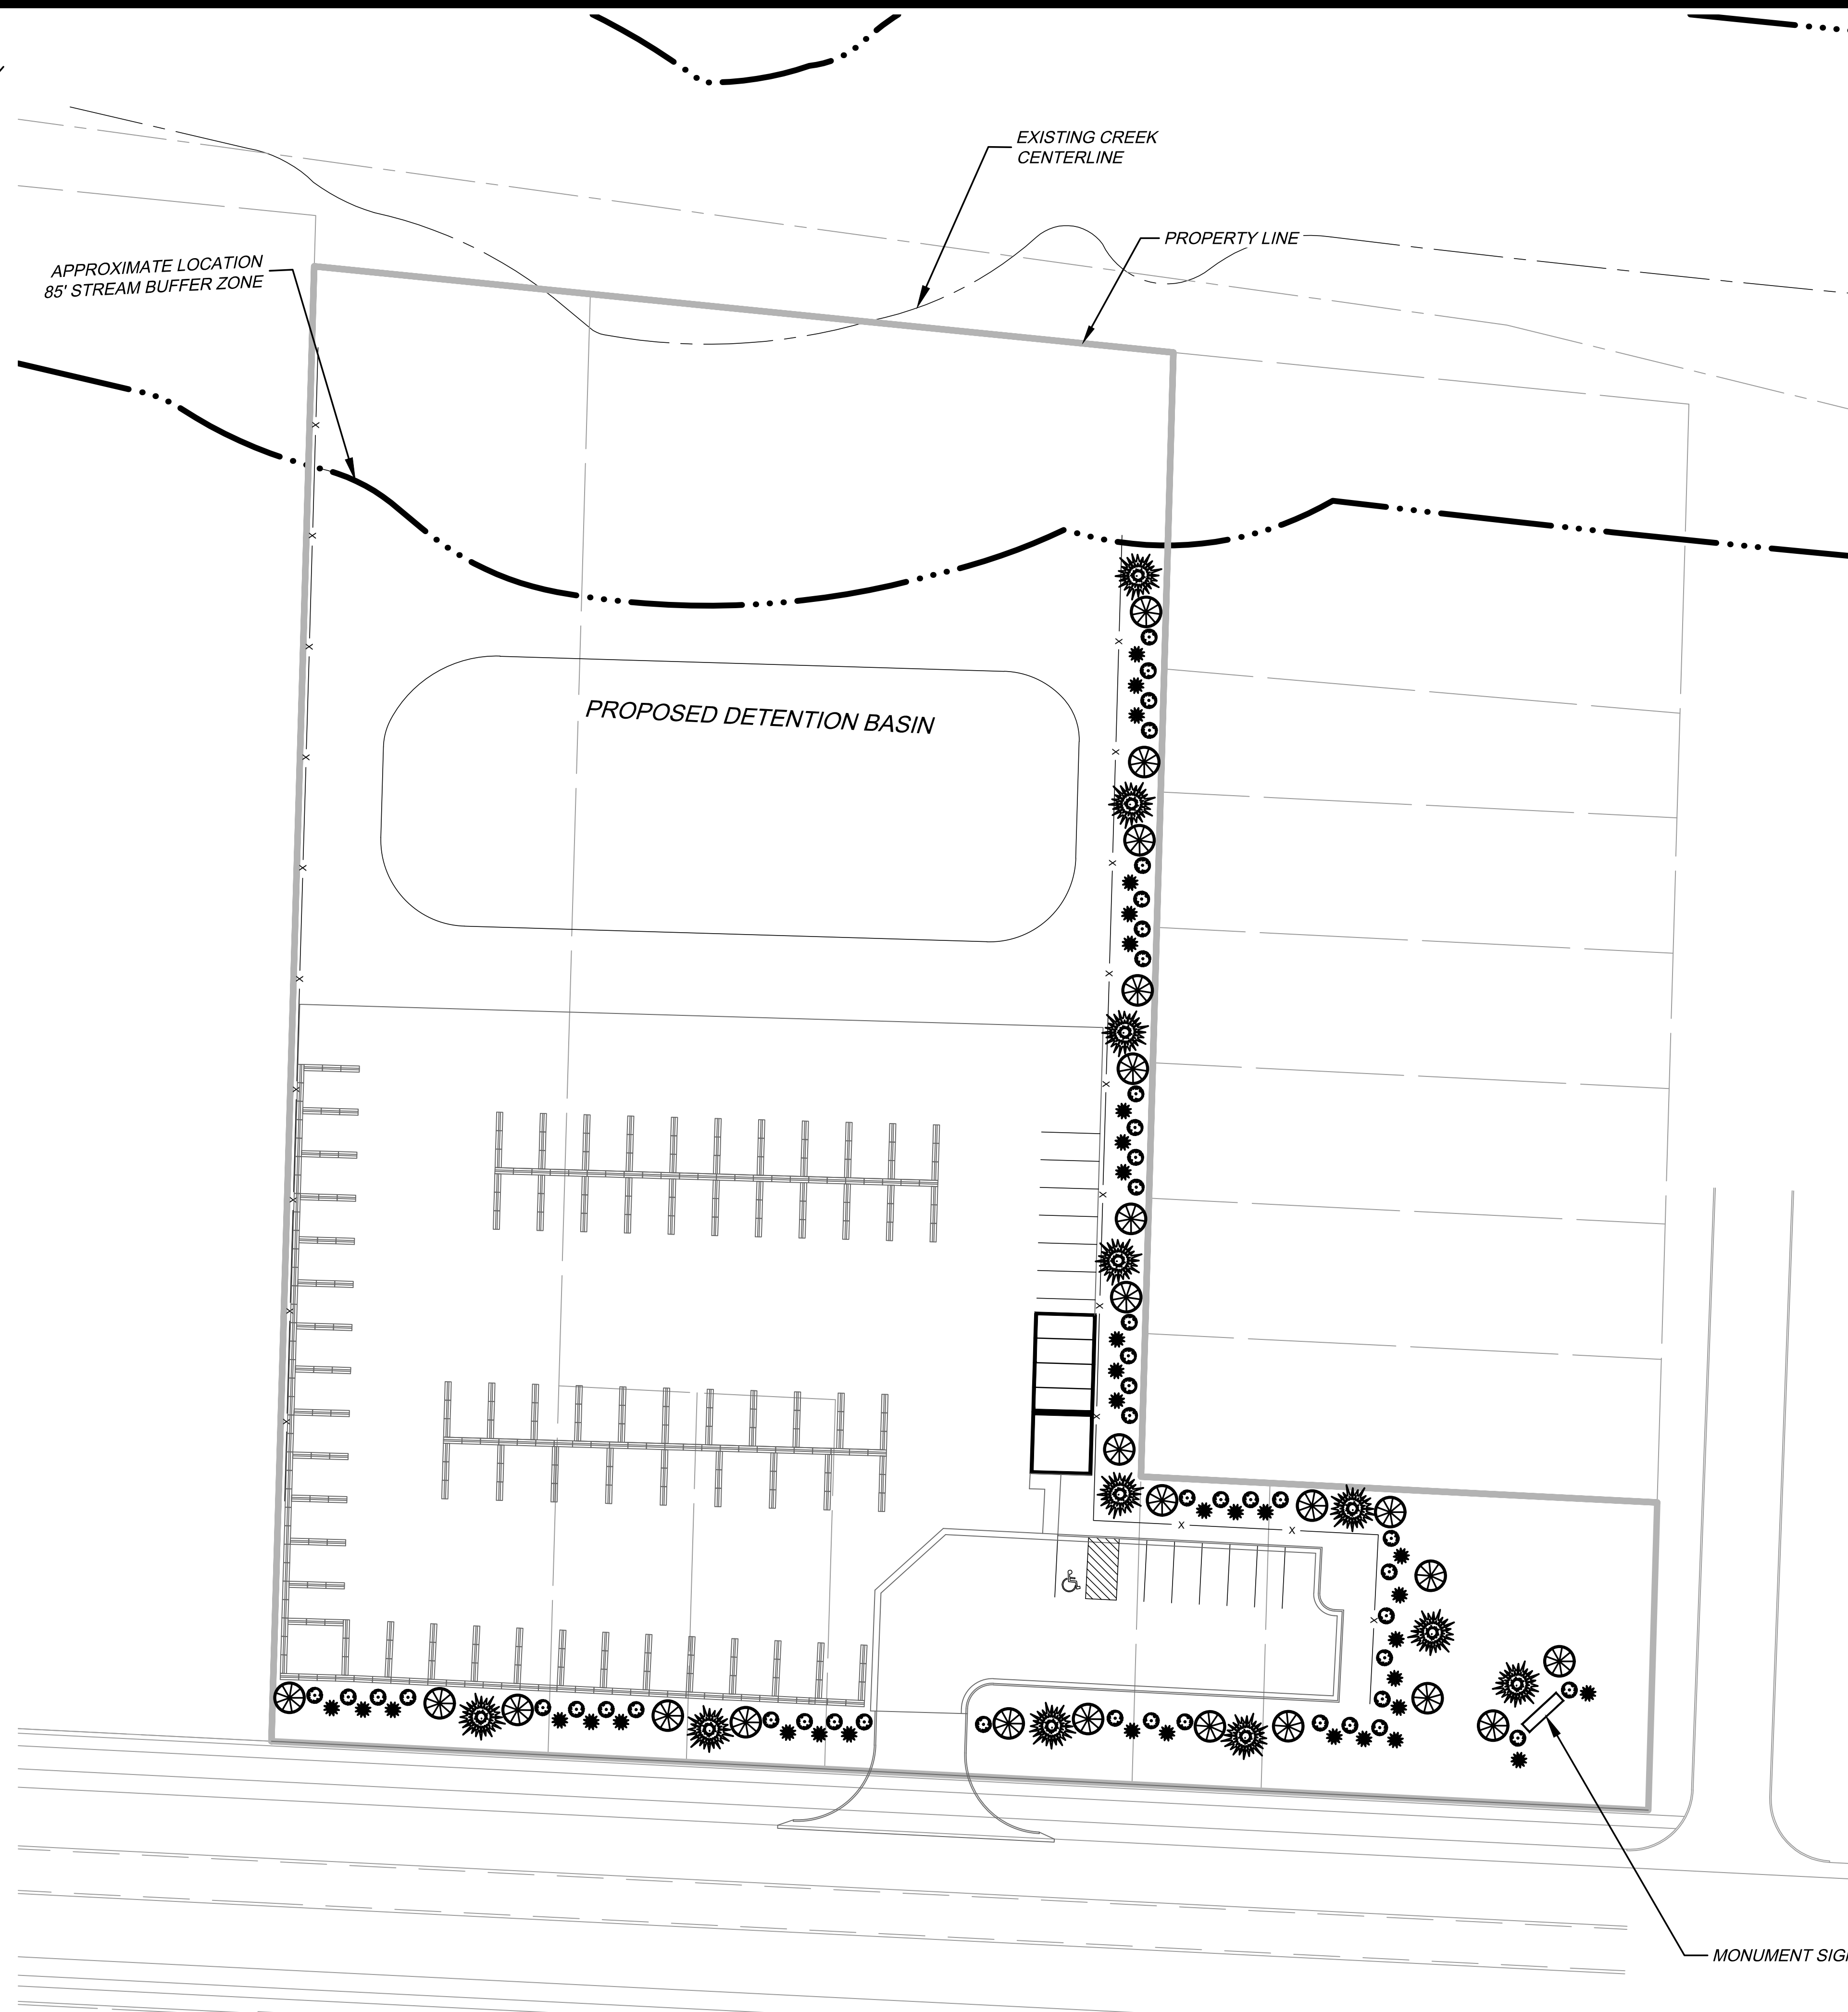 EXISTING CREEK
CENTERLINE
PROPERTY LINE
APPROXIMATE LOCATION
85' STREAM BUFFER ZONE
PROPOSED DETENTION BASIN
MONUMENT SIG